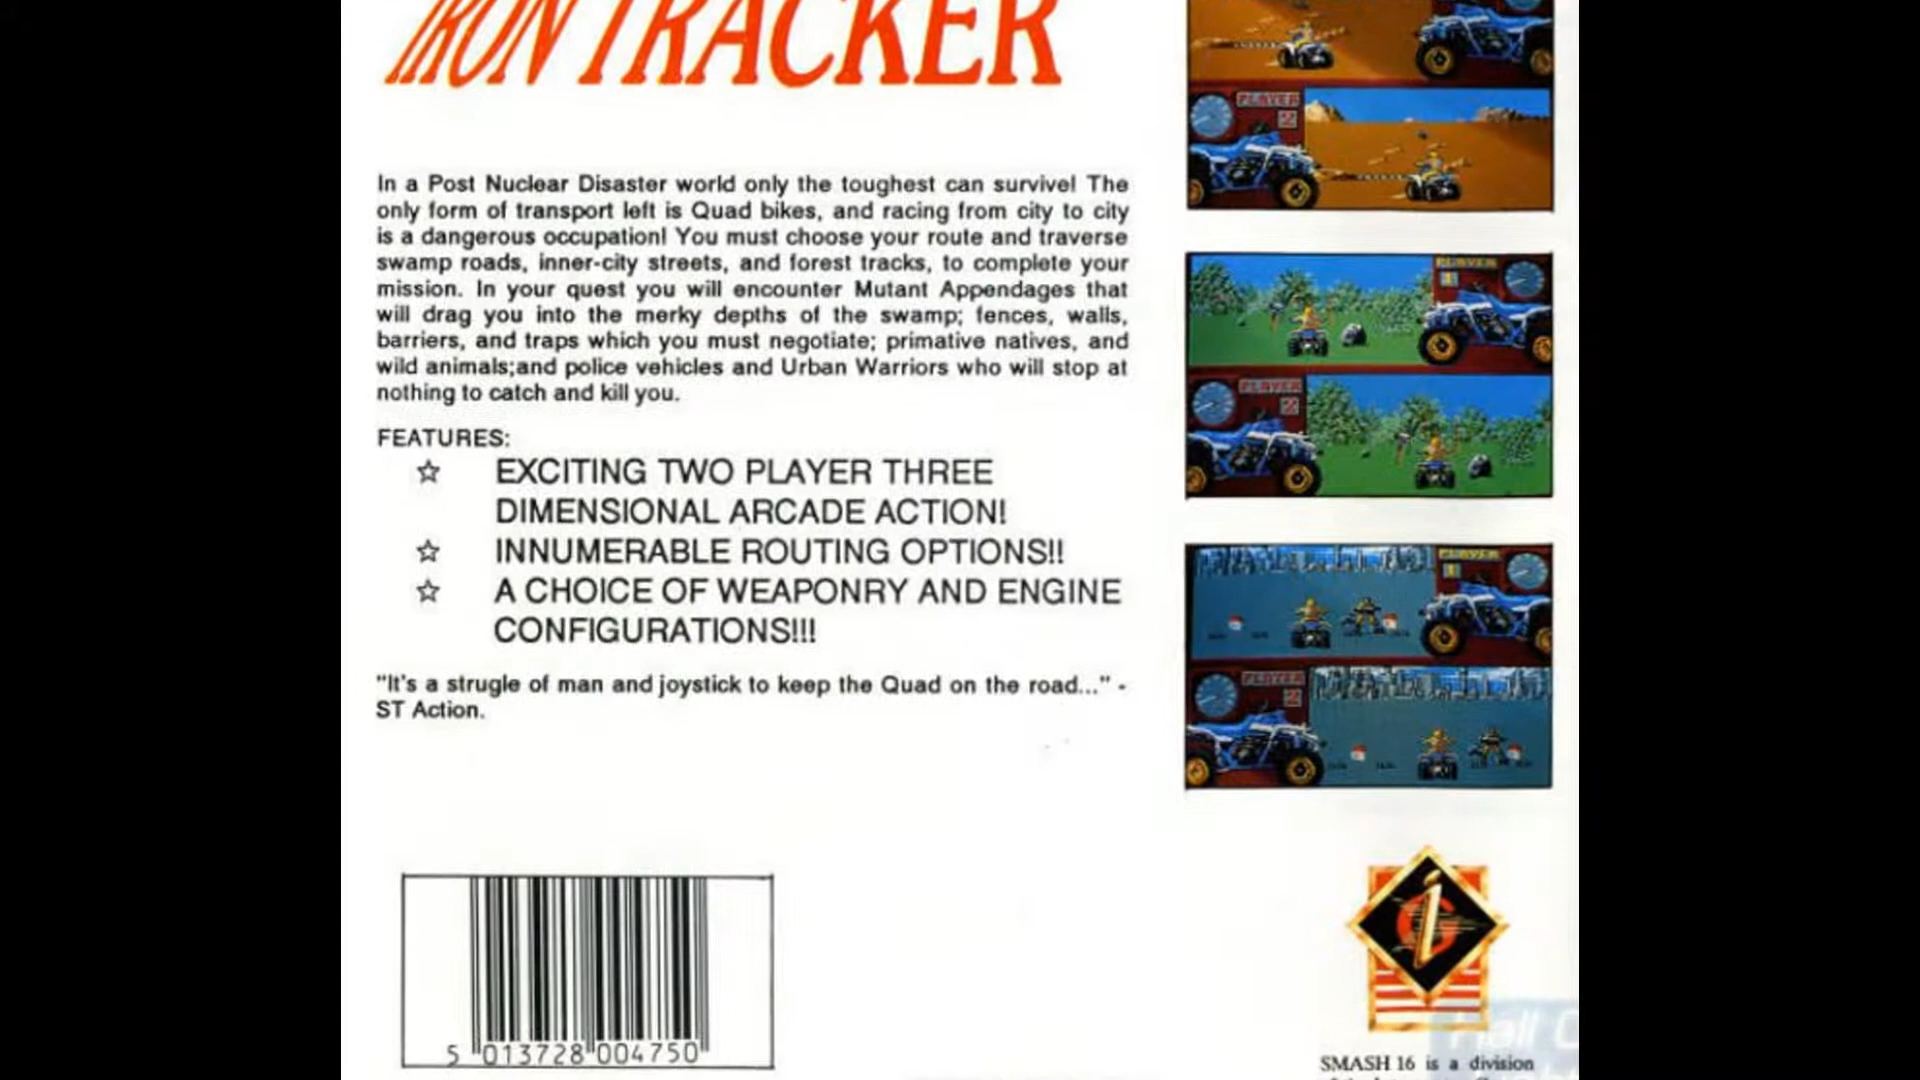 IRON TRACKER
In a Post Nuclear Disaster world only the toughest can survive! The
only form of transport left is Quad bikes, and racing from city to city
is a dangerous occupation! You must choose your route and traverse
swamp roads, inner-city streets, and forest tracks, to complete your
mission. In your quest you will encounter Mutant Appendages that
will drag you into the merky depths of the swamp; fences, walls,
barriers, and traps which you must negotiate; primative natives, and
wild animals;and police vehicles and Urban Warriors who will stop at
nothing to catch and kill you.
FEATURES:
☆ EXCITING TWO PLAYER THREE
DIMENSIONAL ARCADE ACTION!
☆ INNUMERABLE ROUTING OPTIONS!!
☆ A CHOICE OF WEAPONRY AND ENGINE
CONFIGURATIONS!!!
"It's a strugle of man and joystick to keep the Quad on the road..." -
ST Action.
5 013728 004750
PLAYER
2
PLAYER
1
PLAYER
2
PLAYER
1
PLAYER
2
i
Hall
SMASH 16 is a division